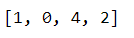 [1, 0, 4, 2]